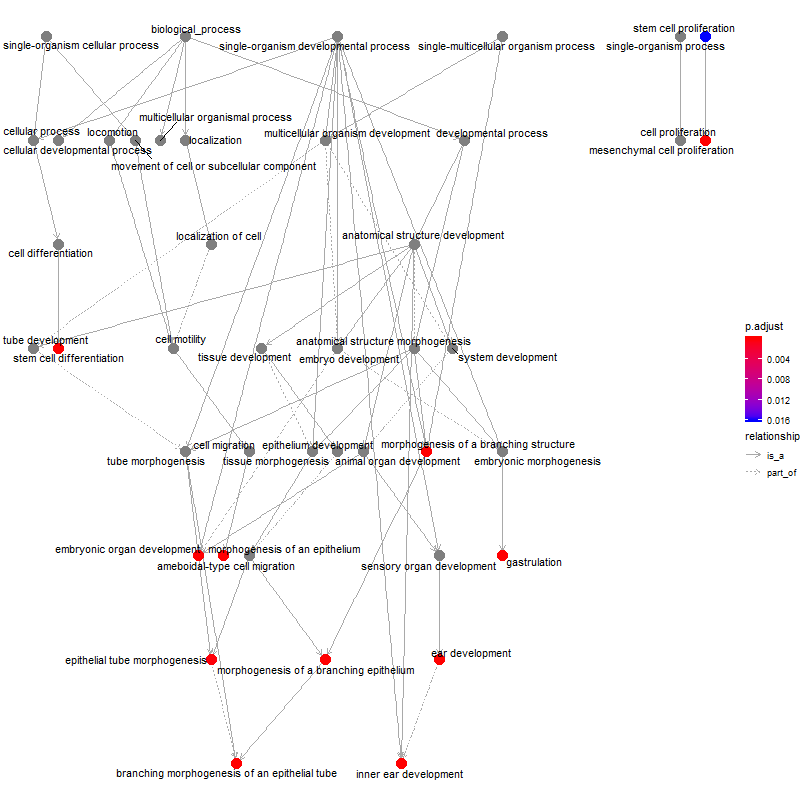 biological_process
stem cell proliferation
single-organism cellular process
single-organism developmental process
single-multicellular organism process
single-organism process
multicellular organismal process
cellular process
locomotion
localization
multicellular organism development
developmental process
cell proliferation
cellular developmental process
mesenchymal cell proliferation
movement of cell or subcellular component
localization of cell
anatomical structure development
cell differentiation
p.adjust
0.004
0.008
0.012
0.016
tube development
cell motility
anatomical structure morphogenesis
stem cell differentiation
tissue development
embryo development
system development
relationship
is_a
part_of
cell migration
epithelium development
morphogenesis of a branching structure
tube morphogenesis
tissue morphogenesis
animal organ development
embryonic morphogenesis
embryonic organ development
morphogenesis of an epithelium
ameboidal-type cell migration
sensory organ development
gastrulation
epithelial tube morphogenesis
ear development
morphogenesis of a branching epithelium
branching morphogenesis of an epithelial tube
inner ear development